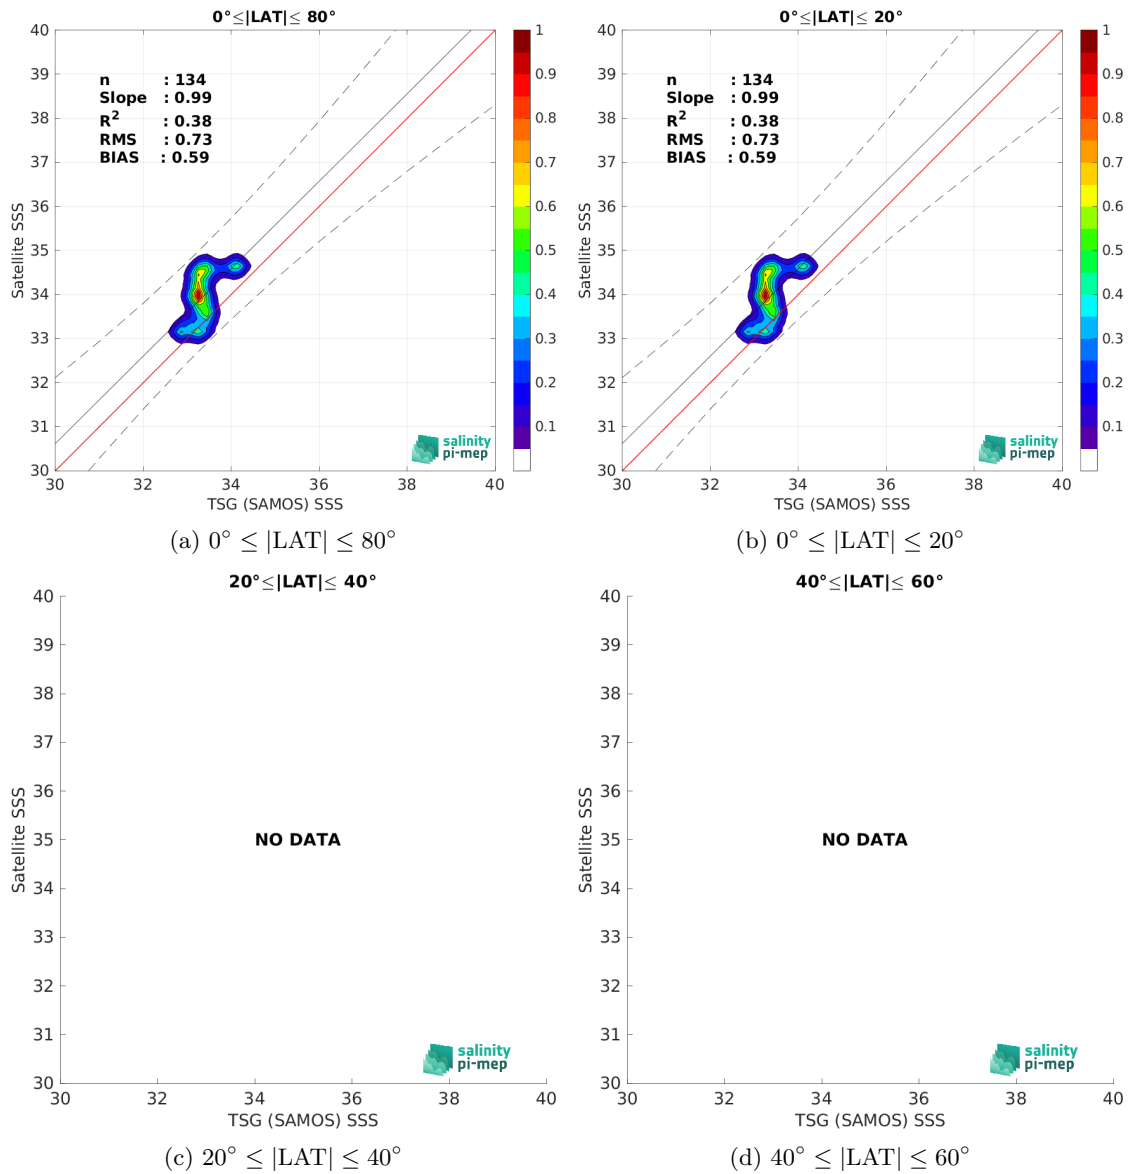 0°≤|LAT|≤ 80°
40
39
38
37
36
35
34
33
32
31
30
Satellite SSS
n : 134
Slope : 0.99
R² : 0.38
RMS : 0.73
BIAS : 0.59
salinity
pi-mep
30 32 34 36 38 40
TSG (SAMOS) SSS
1
0.9
0.8
0.7
0.6
0.5
0.4
0.3
0.2
0.1
(a) 0° ≤ |LAT| ≤ 80°
0°≤|LAT|≤ 20°
40
39
38
37
36
35
34
33
32
31
30
Satellite SSS
n : 134
Slope : 0.99
R² : 0.38
RMS : 0.73
BIAS : 0.59
salinity
pi-mep
30 32 34 36 38 40
TSG (SAMOS) SSS
1
0.9
0.8
0.7
0.6
0.5
0.4
0.3
0.2
0.1
(b) 0° ≤ |LAT| ≤ 20°
20°≤|LAT|≤ 40°
40
39
38
37
36
35
34
33
32
31
30
Satellite SSS
NO DATA
salinity
pi-mep
30 32 34 36 38 40
TSG (SAMOS) SSS
(c) 20° ≤ |LAT| ≤ 40°
40°≤|LAT|≤ 60°
40
39
38
37
36
35
34
33
32
31
30
Satellite SSS
NO DATA
salinity
pi-mep
30 32 34 36 38 40
TSG (SAMOS) SSS
(d) 40° ≤ |LAT| ≤ 60°